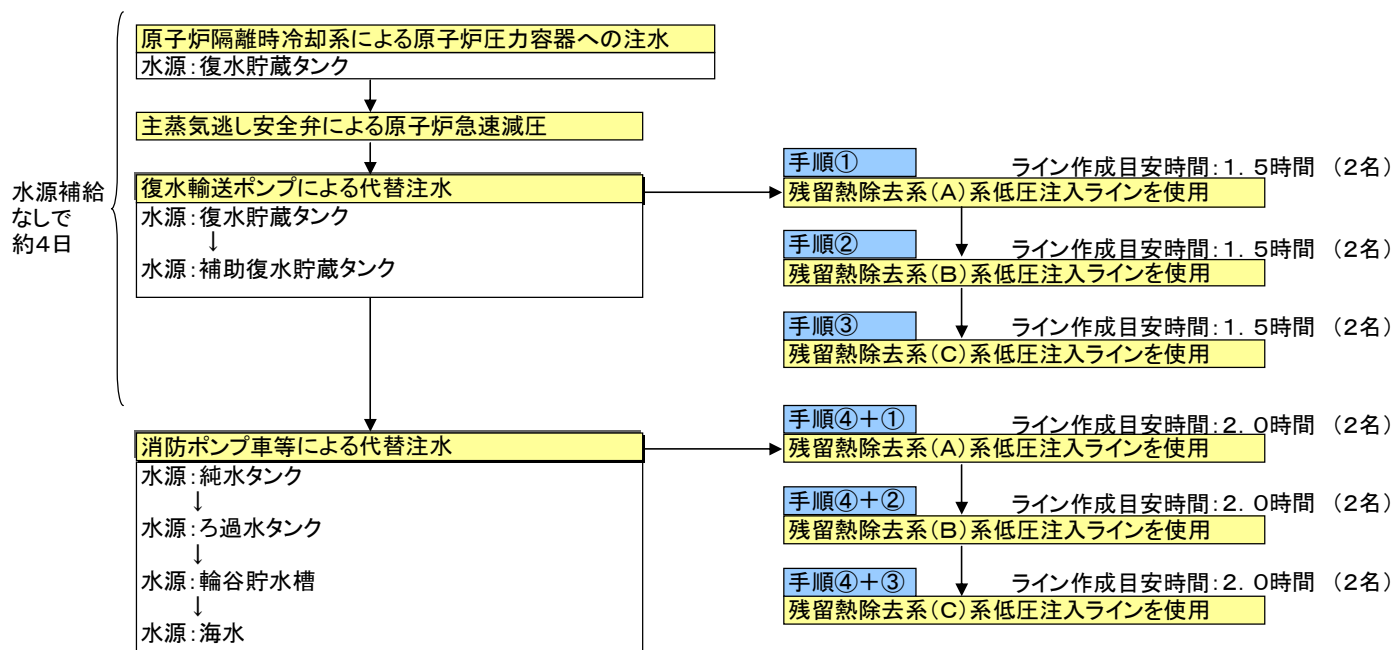 原子炉隔離時冷却系による原子炉圧力容器への注水
水源：復水貯蔵タンク
主蒸気逃し安全弁による原子炉急速減圧
水源補給
なしで
約４日
復水輸送ポンプによる代替注水
水源：復水貯蔵タンク
↓
水源：補助復水貯蔵タンク
手順① ライン作成目安時間：１．５時間 （２名）
残留熱除去系（Ａ）系低圧注入ラインを使用
手順② ライン作成目安時間：１．５時間 （２名）
残留熱除去系（Ｂ）系低圧注入ラインを使用
手順③ ライン作成目安時間：１．５時間 （２名）
残留熱除去系（Ｃ）系低圧注入ラインを使用
消防ポンプ車等による代替注水
水源：純水タンク
↓
水源：ろ過水タンク
↓
水源：輪谷貯水槽
↓
水源：海水
手順④＋① ライン作成目安時間：２．０時間 （２名）
残留熱除去系（Ａ）系低圧注入ラインを使用
手順④＋② ライン作成目安時間：２．０時間 （２名）
残留熱除去系（Ｂ）系低圧注入ラインを使用
手順④＋③ ライン作成目安時間：２．０時間 （２名）
残留熱除去系（Ｃ）系低圧注入ラインを使用